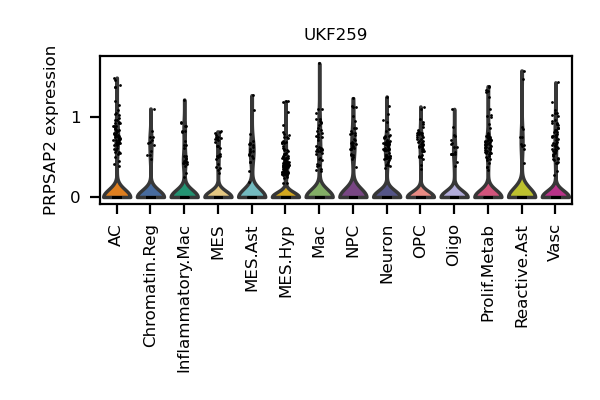 UKF259
PRPSAP2 expression
1
0
AC
Chromatin.Reg
Inflammatory.Mac
MES
MES.Ast
MES.Hyp
Mac
NPC
Neuron
OPC
Oligo
Prolif.Metab
Reactive.Ast
Vasc